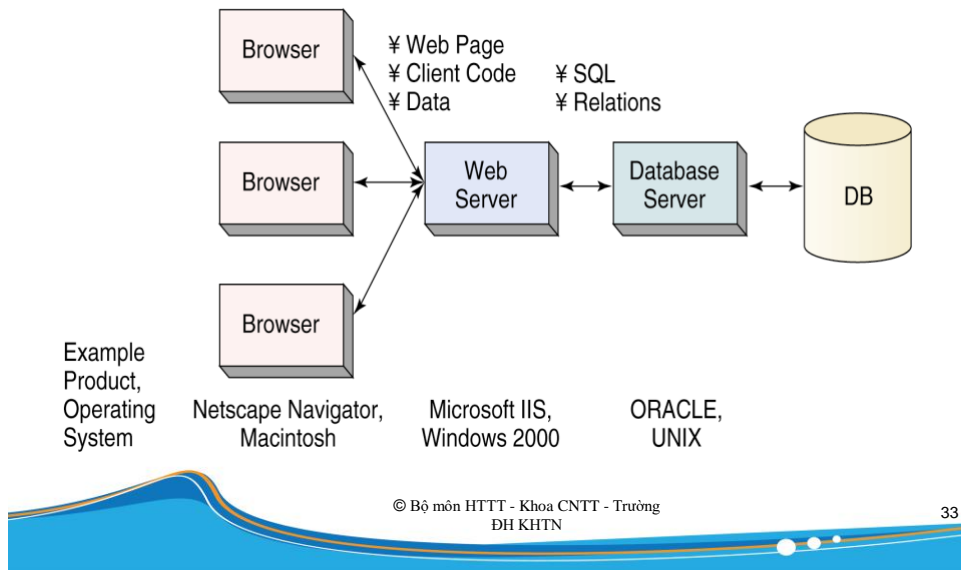 Browser
¥ Web Page
¥ Client Code
¥ Data
¥ SQL
¥ Relations
Browser
Web
Server
Database
Server
DB
Browser
Example
Product,
Operating
System
Netscape Navigator,
Macintosh
Microsoft IIS,
Windows 2000
ORACLE,
UNIX
© Bộ môn HTTT - Khoa CNTT - Trường
ĐH KHTN
33